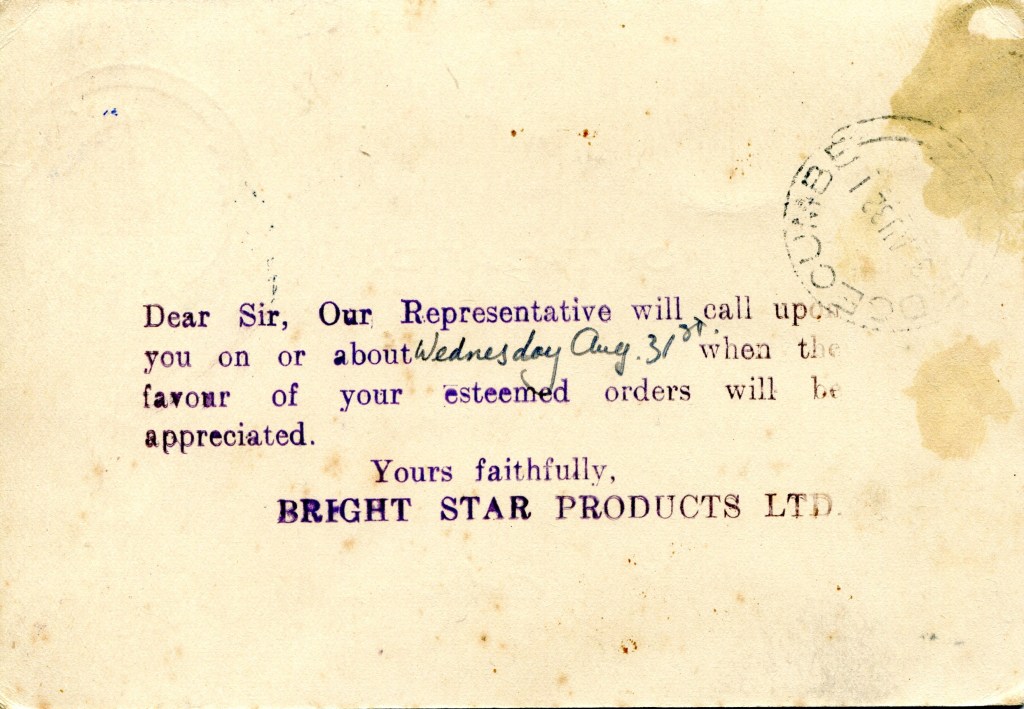 Dear Sir, Our Representative will call upon
you on or about Wednesday Aug. 31st. when the
favour of your esteemed orders will be
appreciated.
Yours faithfully,
BRIGHT STAR PRODUCTS LTD.